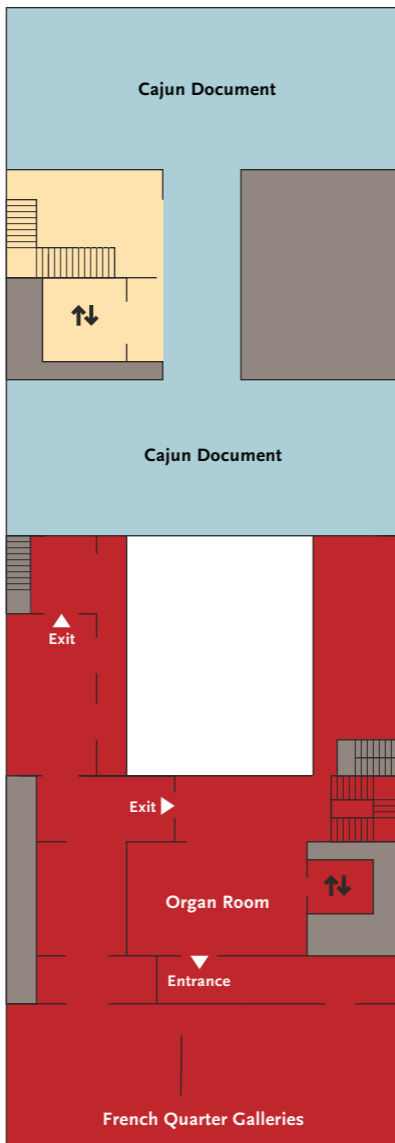 Cajun Document
Cajun Document
Exit
Exit
Organ Room
Entrance
French Quarter Galleries